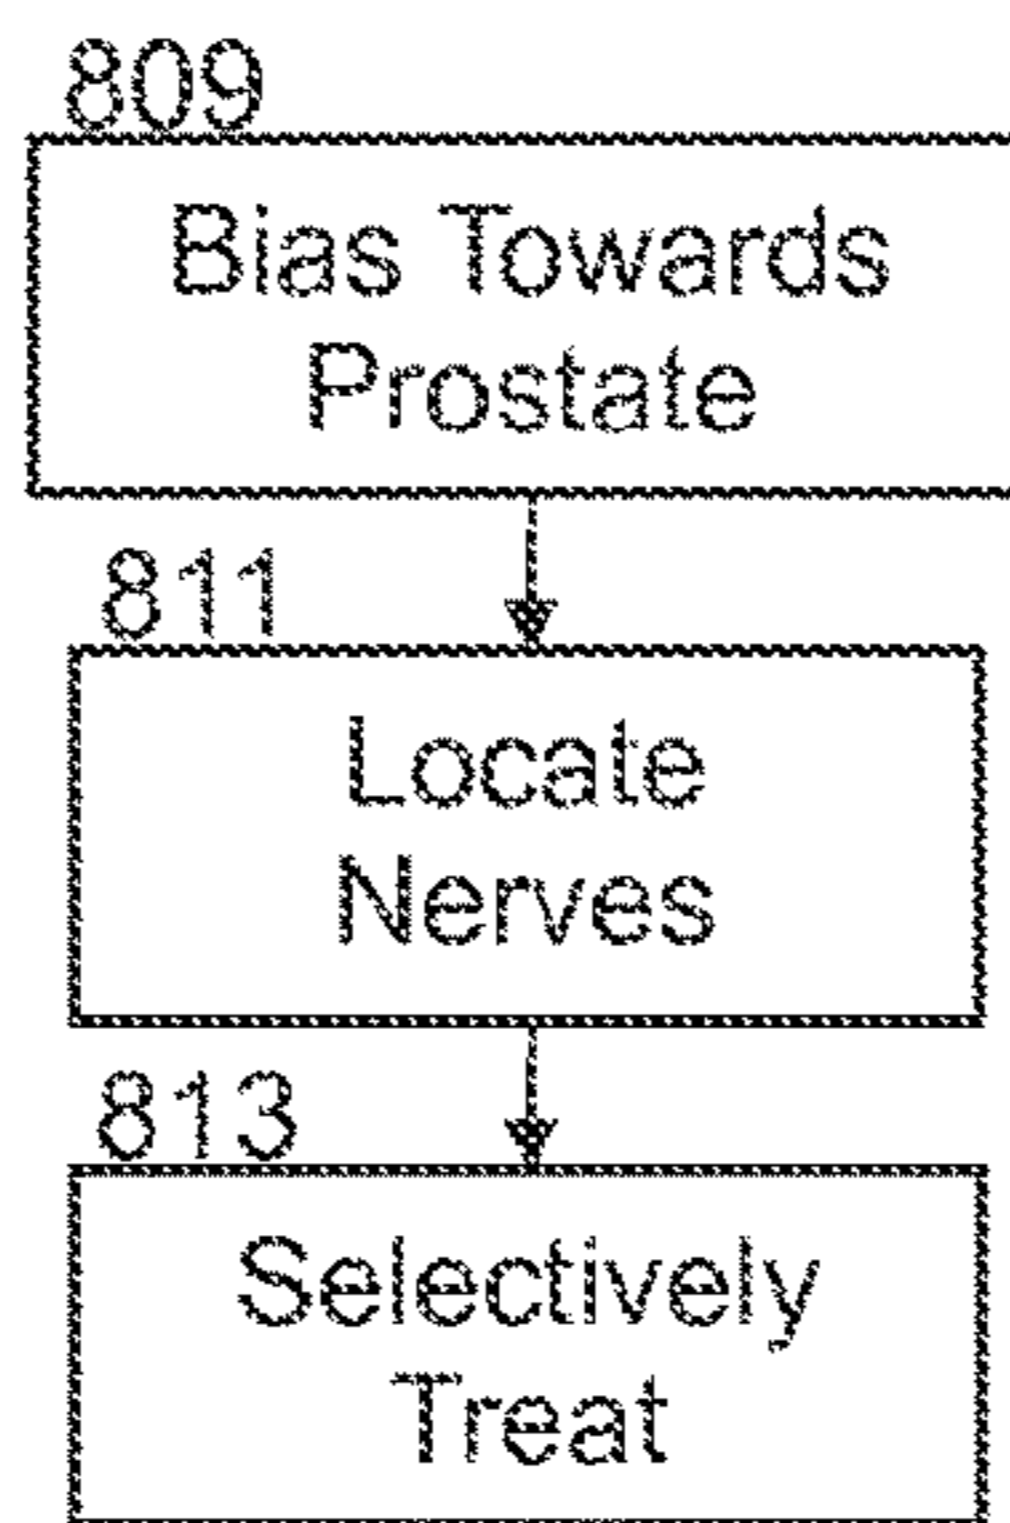 809
Bias Towards
Prostate
811
Locate
Nerves
813
Selectively
Treat